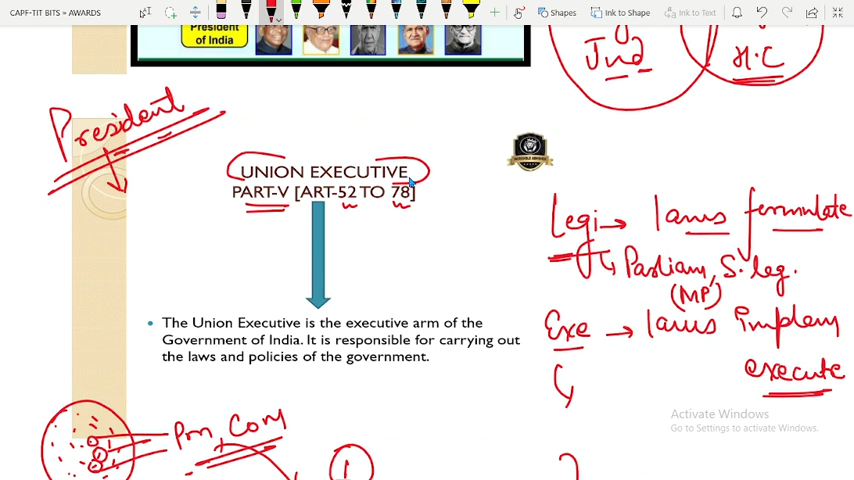 CAPF-TIT BITS » AWARDS
Shapes
Ink to Shape
Ink to Text
Share
President
of India
Jud
H.C
President
UNION EXECUTIVE
PART-V [ART-52 TO 78]
Legi → laws formulate
Parliam, S.leg.
(MP)
Exe → laws implem
execute
The Union Executive is the executive arm of the
Government of India. It is responsible for carrying out
the laws and policies of the government.
Activate Windows
Go to Settings to activate Windows.
Pm, Com
1